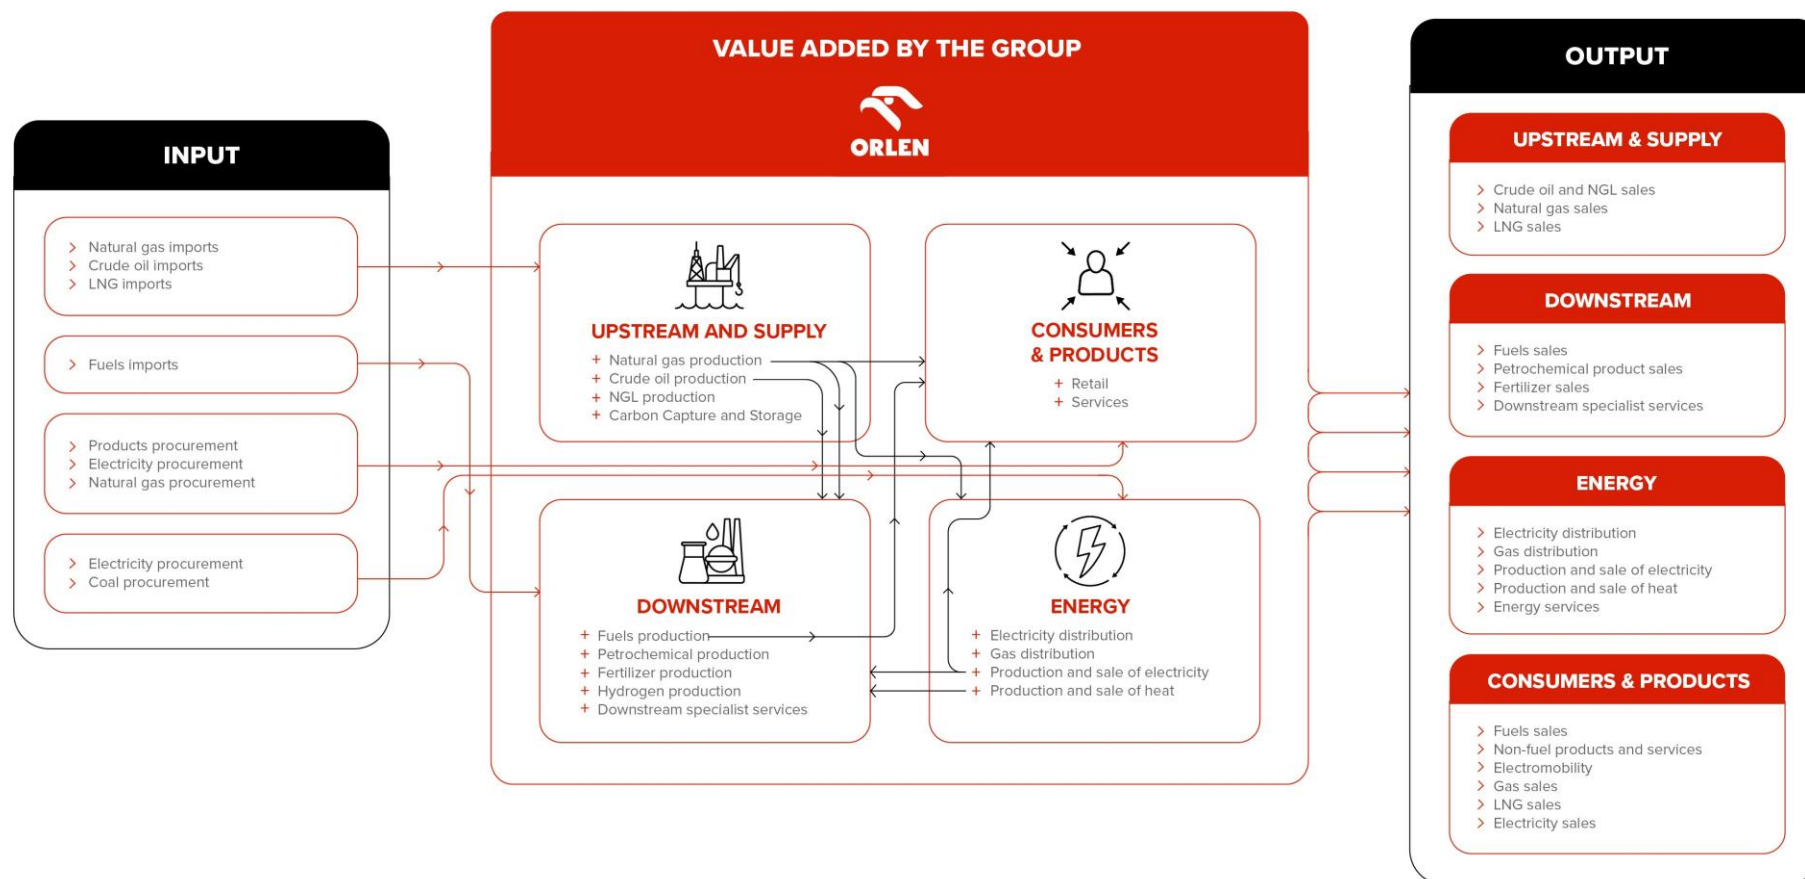 INPUT
> Natural gas imports
> Crude oil imports
> LNG imports
> Fuels imports
> Products procurement
> Electricity procurement
> Natural gas procurement
> Electricity procurement
> Coal procurement
VALUE ADDED BY THE GROUP
ORLEN
UPSTREAM AND SUPPLY
+ Natural gas production
+ Crude oil production
+ NGL production
+ Carbon Capture and Storage
CONSUMERS
& PRODUCTS
+ Retail
+ Services
DOWNSTREAM
+ Fuels production
+ Petrochemical production
+ Fertilizer production
+ Hydrogen production
+ Downstream specialist services
ENERGY
+ Electricity distribution
+ Gas distribution
+ Production and sale of electricity
+ Production and sale of heat
OUTPUT
UPSTREAM & SUPPLY
> Crude oil and NGL sales
> Natural gas sales
> LNG sales
DOWNSTREAM
> Fuels sales
> Petrochemical product sales
> Fertilizer sales
> Downstream specialist services
ENERGY
> Electricity distribution
> Gas distribution
> Production and sale of electricity
> Production and sale of heat
> Energy services
CONSUMERS & PRODUCTS
> Fuels sales
> Non-fuel products and services
> Electromobility
> Gas sales
> LNG sales
> Electricity sales